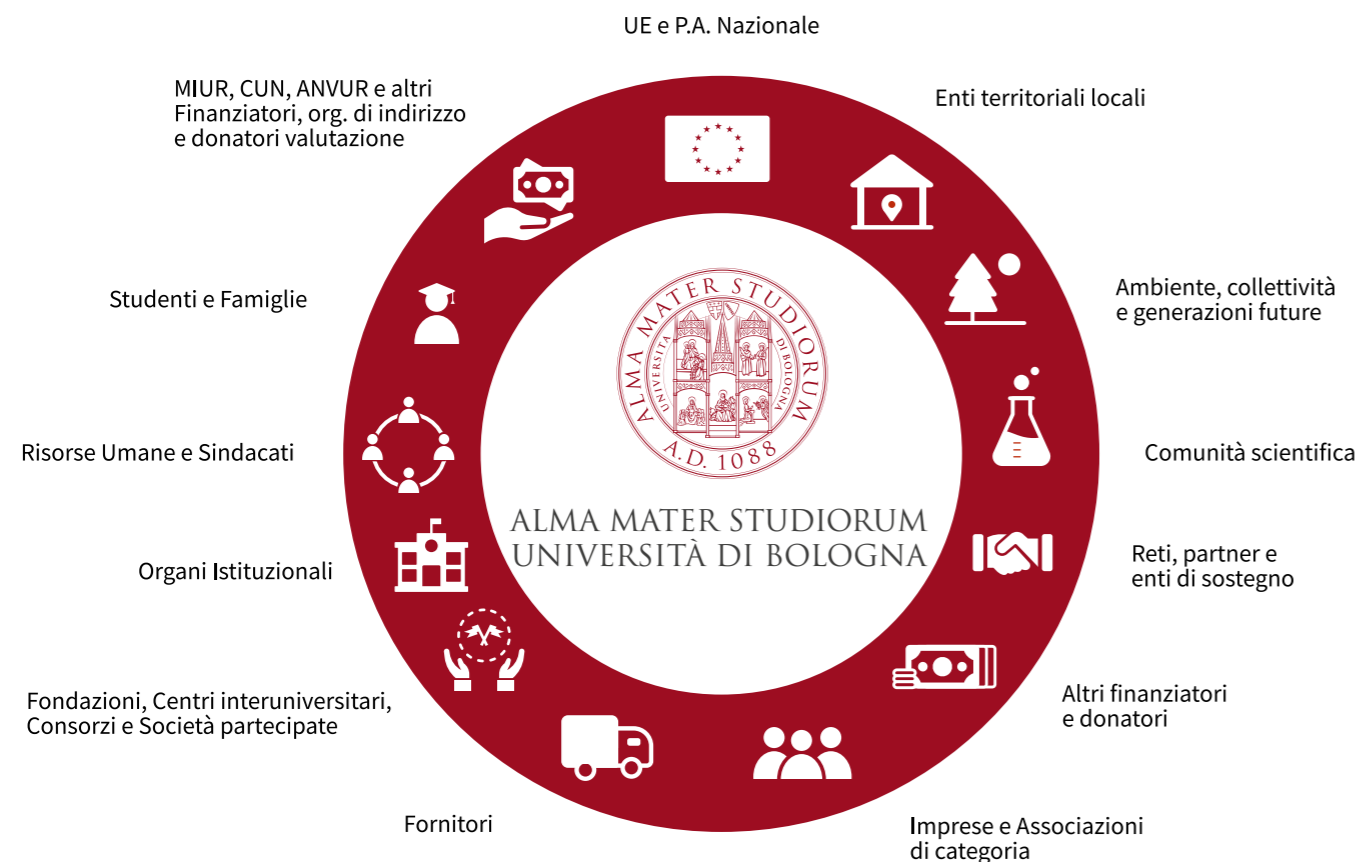 UE e P.A. Nazionale
MIUR, CUN, ANVUR e altri
Finanziatori, org. di indirizzo
e donatori valutazione
Enti territoriali locali
Studenti e Famiglie
Ambiente, collettività
e generazioni future
Risorse Umane e Sindacati
Comunità scientifica
Organi Istituzionali
Reti, partner e
enti di sostegno
Fondazioni, Centri interuniversitari,
Consorzi e Società partecipate
Altri finanziatori
e donatori
Fornitori
Imprese e Associazioni
di categoria
ALMA MATER STUDIORUM
A.D. 1088
UNIVERSITA DI BOLOGNA
ALMA MATER STUDIORUM
UNIVERSITÀ DI BOLOGNA